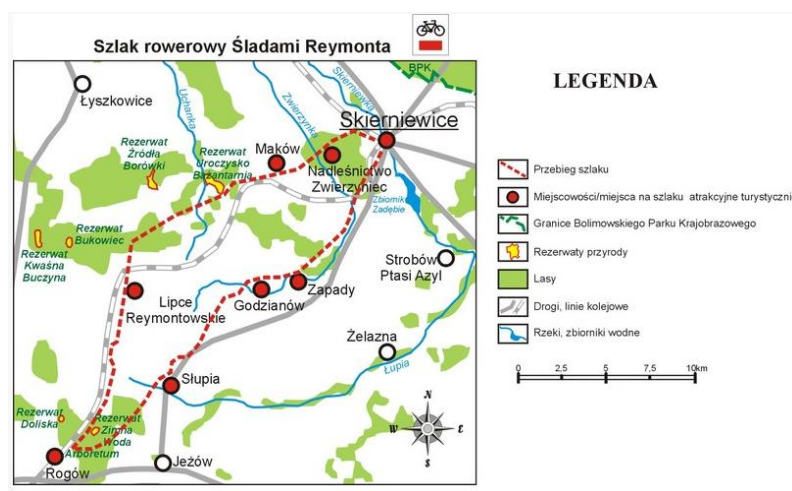 Szlak rowerowy Śladami Reymonta
BPK
LEGENDA
Łyszkowice
Uchanka
Zwierzynka
Skierniewka
Skierniewice
Rezerwat
Źródła
Borówki
Rezerwat
Uroczysko
Bażantarnia
Maków
Nadleśnictwo
Zwierzyniec
Zbiornik
Zadębie
Rezerwat
Bukowiec
Rezerwat
Kwaśna
Buczyna
Strobów
Ptasi Azyl
Lipce
Reymontowskie
Godzianów
Zapady
Żelazna
Łupia
Słupia
Rezerwat
Doliska
Rezerwat
Zimna
Woda
Arboretum
Rogów
Jeżów
N
W
E
S
Przebieg szlaku
Miejscowości/miejsca na szlaku atrakcyjne turystyczni
Granice Bolimowskiego Parku Krajobrazowego
Rezerwaty przyrody
Lasy
Drogi, linie kolejowe
Rzeki, zbiorniki wodne
0 2,5 5 7,5 10km